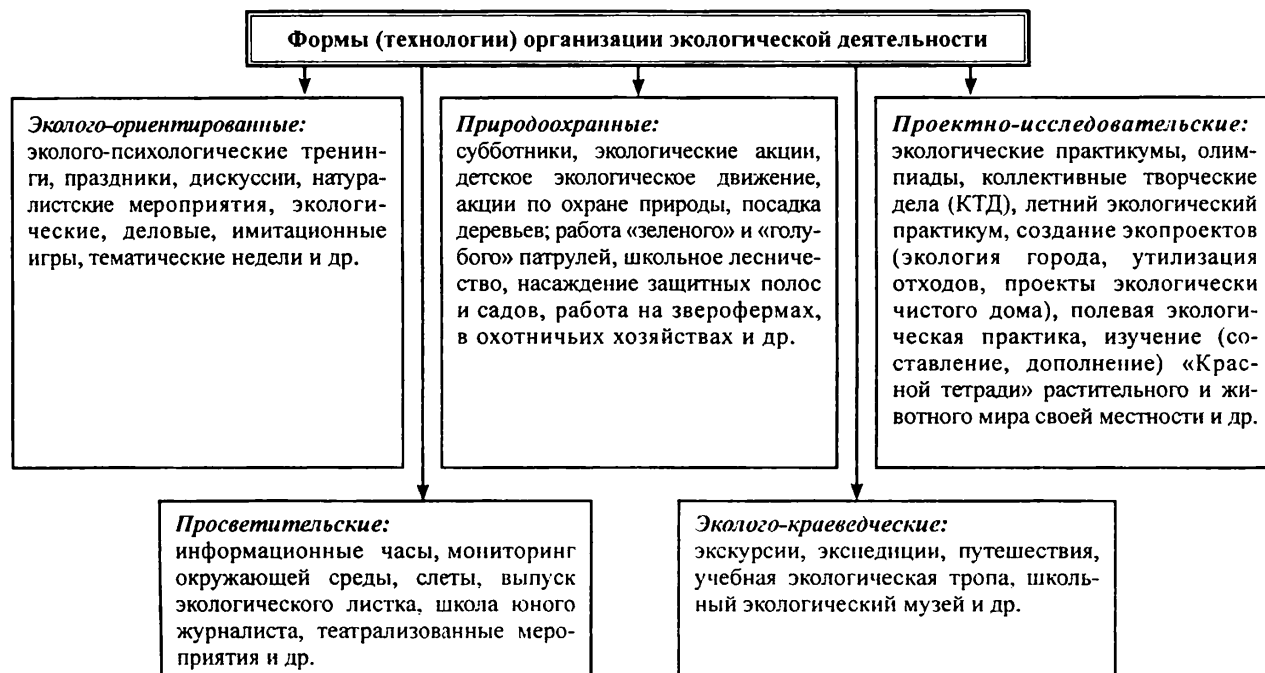 Формы (технологии) организации экологической деятельности
Эколого-ориентированные:
эколого-психологические тренин-
ги, праздники, дискуссии, натура-
листские мероприятия, экологи-
ческие, деловые, имитационные
игры, тематические недели и др.
Природоохранные:
субботники, экологические акции,
детское экологическое движение,
акции по охране природы, посадка
деревьев; работа «зеленого» и «голу-
бого» патрулей, школьное лесниче-
ство, насаждение защитных полос
и садов, работа на зверофермах,
в охотничьих хозяйствах и др.
Проектно-исследовательские:
экологические практикумы, олим-
пиады, коллективные творческие
дела (КТД), летний экологический
практикум, создание экопроектов
(экология города, утилизация
отходов, проекты экологически
чистого дома), полевая экологи-
ческая практика, изучение (со-
ставление, дополнение) «Крас-
ной тетради» растительного и жи-
вотного мира своей местности и др.
Просветительские:
информационные часы, мониторинг
окружающей среды, слеты, выпуск
экологического листка, школа юного
журналиста, театрализованные меро-
приятия и др.
Эколого-краеведческие:
экскурсии, экспедиции, путешествия,
учебная экологическая тропа, школь-
ный экологический музей и др.